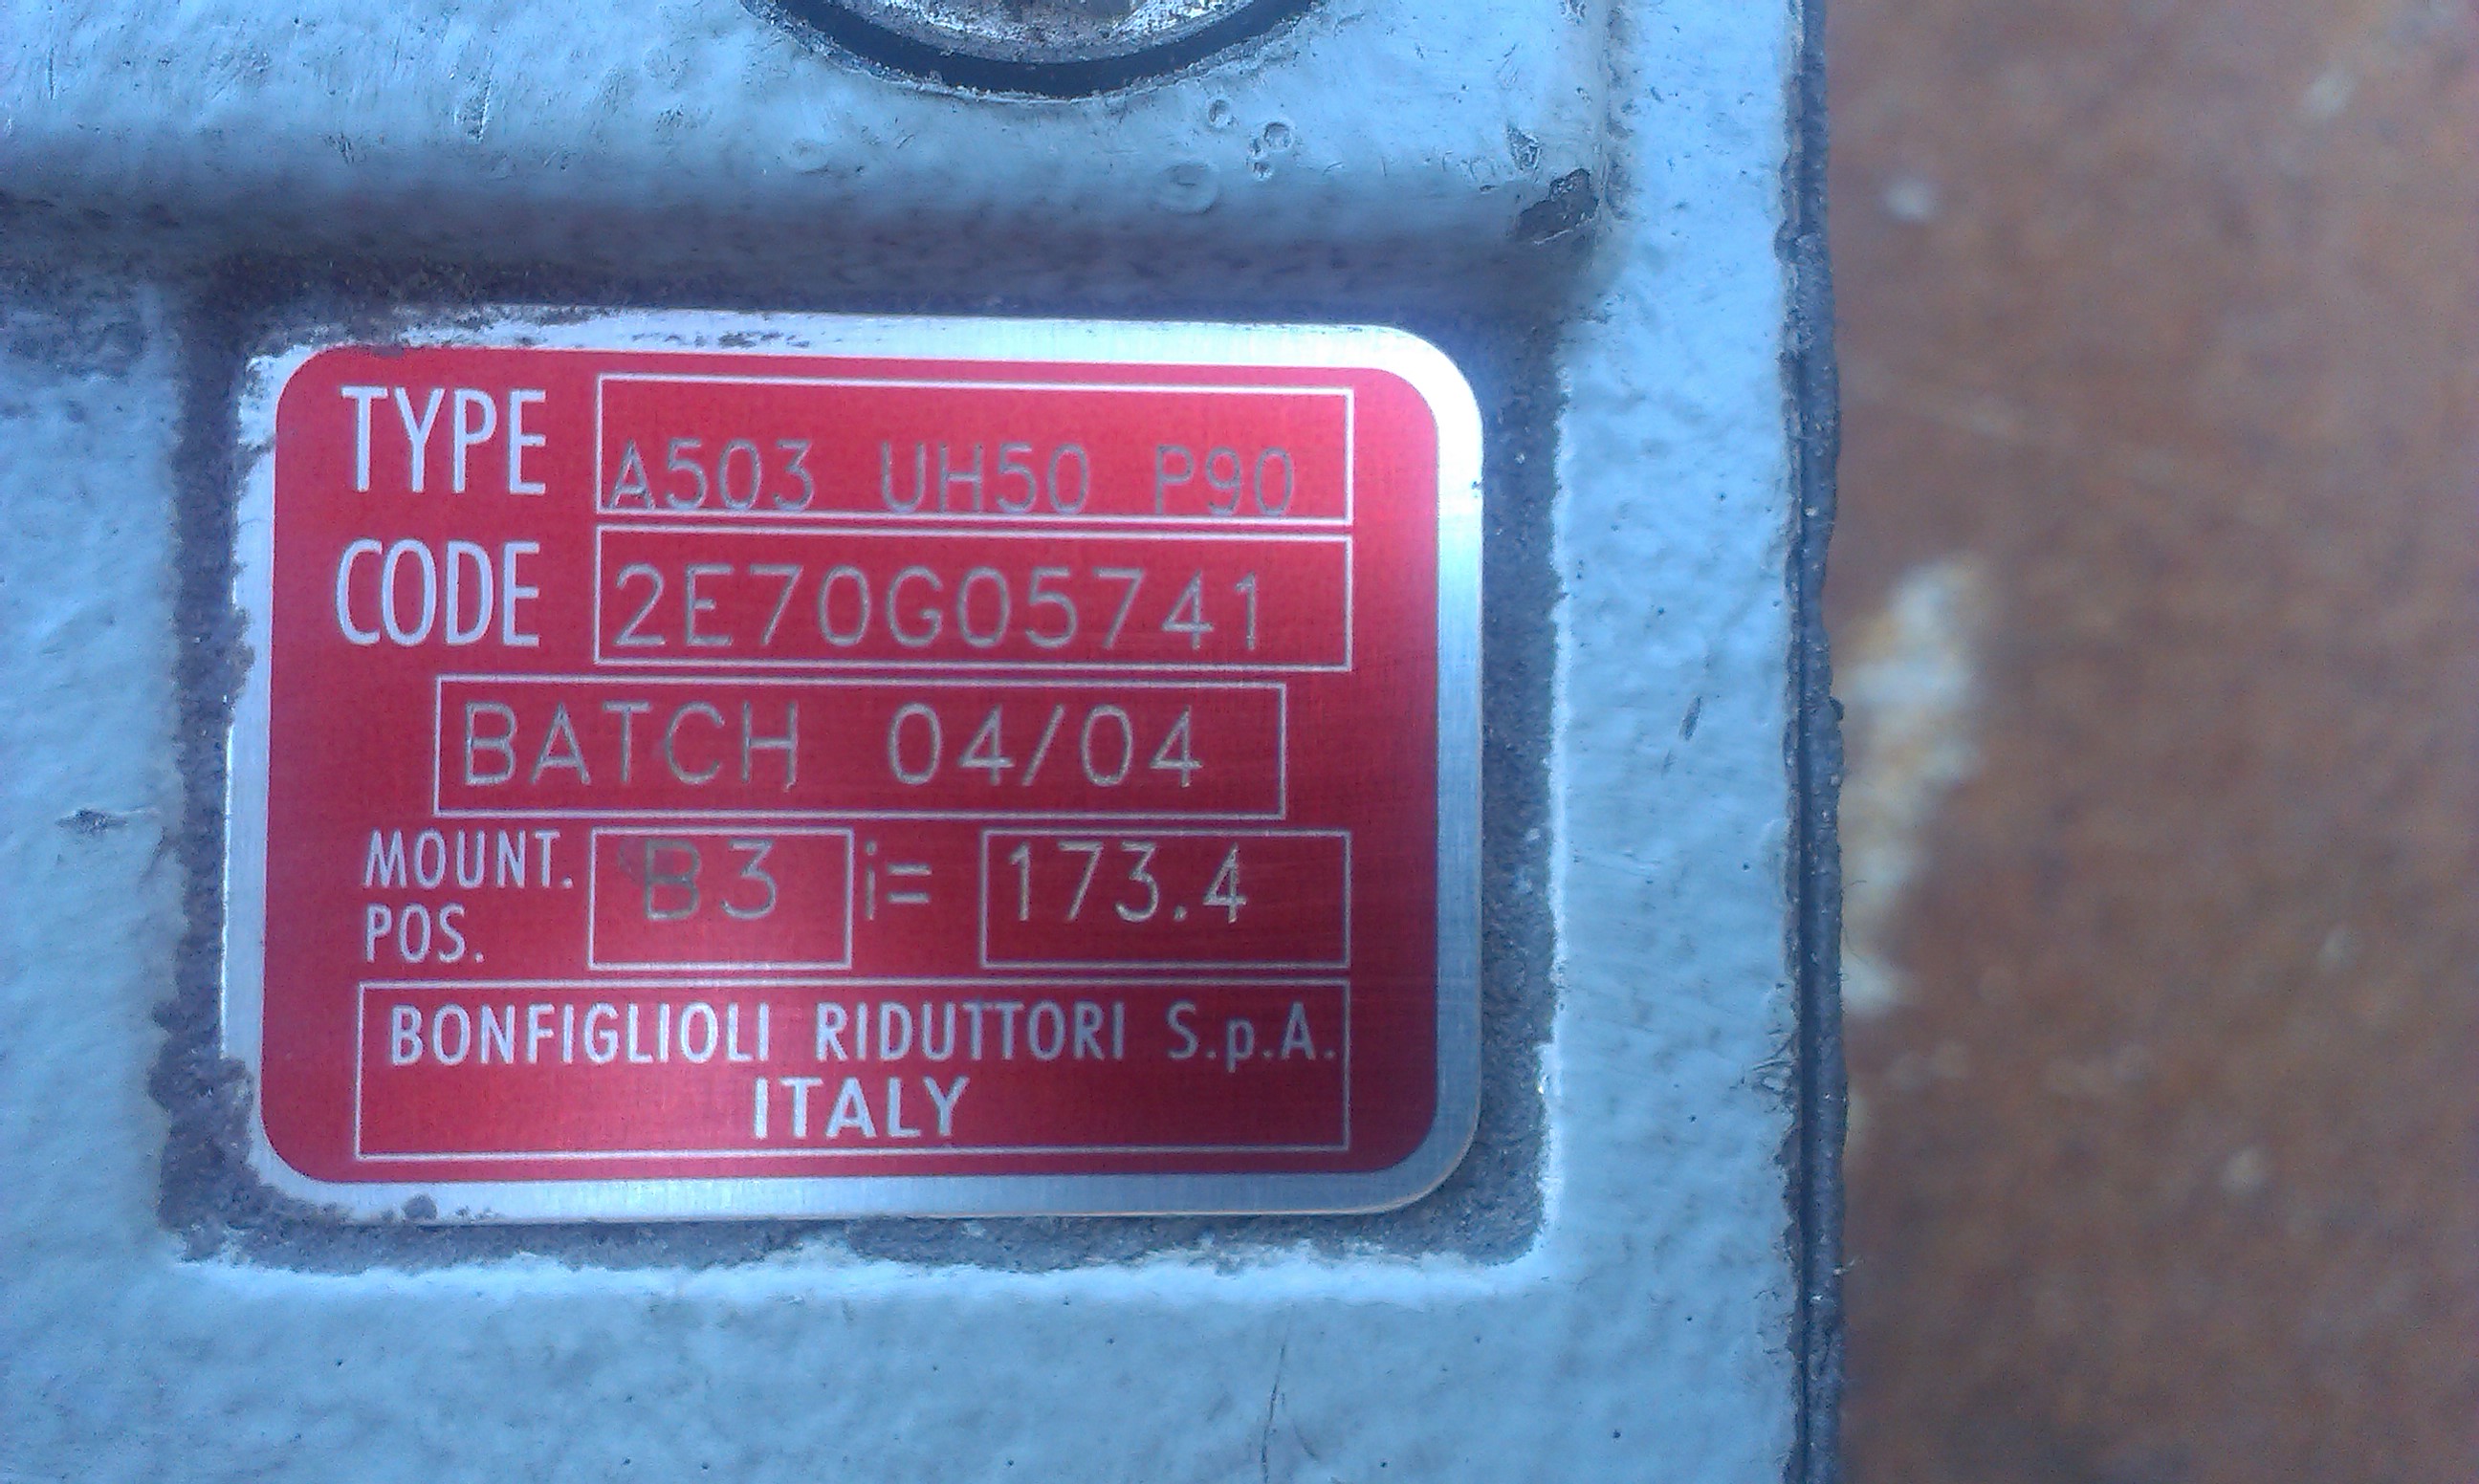 TYPE A503 UH50 P90
CODE 2E70G05741
BATCH 04/04
MOUNT. POS. B3 i= 173.4
BONFIGLIOLI RIDUTTORI S.p.A.
ITALY